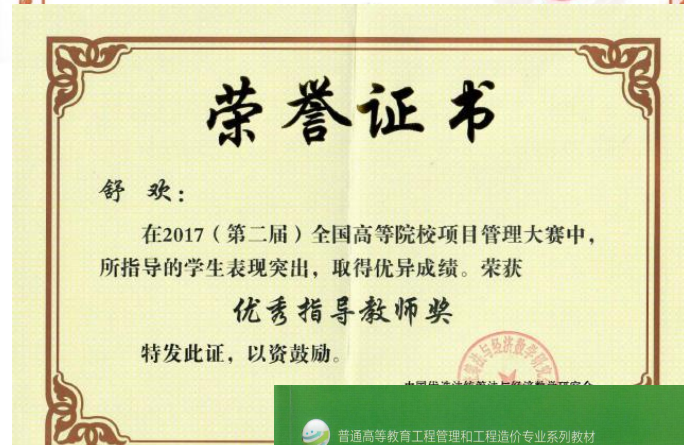 荣誉证书
舒 欢：
在2017（第二届）全国高等院校项目管理大赛中，
所指导的学生表现突出，取得优异成绩。荣获
优秀指导教师奖
特发此证，以资鼓励。
普通高等教育工程管理和工程造价专业系列教材